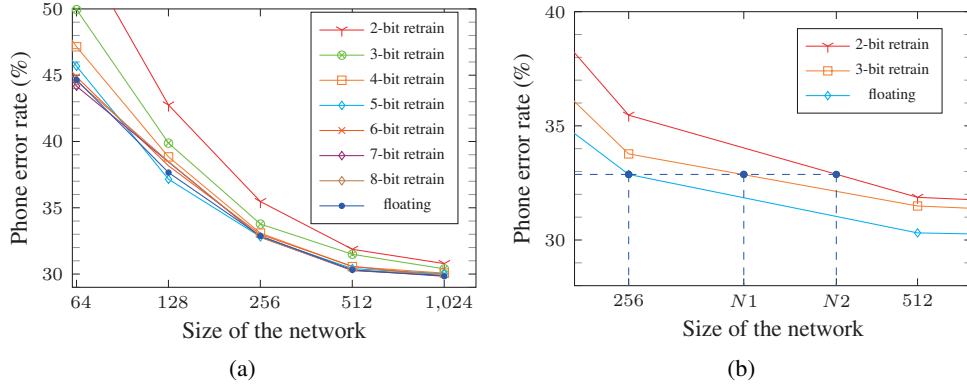 50
45
40
35
30
64
128
256
512
1,024
Phone error rate (%)
Size of the network
2-bit retrain
3-bit retrain
4-bit retrain
5-bit retrain
6-bit retrain
7-bit retrain
8-bit retrain
floating
(a)
40
35
30
256
N1
N2
512
Phone error rate (%)
Size of the network
2-bit retrain
3-bit retrain
floating
(b)